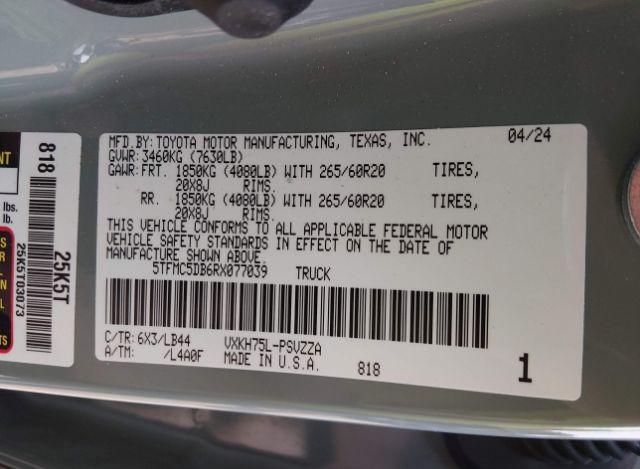 MFD.BY:TOYOTA MOTOR MANUFACTURING, TEXAS, INC. 04/24
GVWR:3460KG (7630LB)
GAWR:FRT. 1850KG (4080LB) WITH 265/60R20 TIRES,
20X8J RIMS.
RR. 1850KG (4080LB) WITH 265/60R20 TIRES,
20X8J RIMS.
THIS VEHICLE CONFORMS TO ALL APPLICABLE FEDERAL MOTOR
VEHICLE SAFETY STANDARDS IN EFFECT ON THE DATE OF
MANUFACTURE SHOWN ABOVE.
5TFMC5DB6RX077039 TRUCK
C/TR:6X3/LB44 VXKH75L-PSVZZA
A/TM: /L4A0F MADE IN U.S.A. 818 1
818
25K5T
25K5T03073
lbs.
lb.